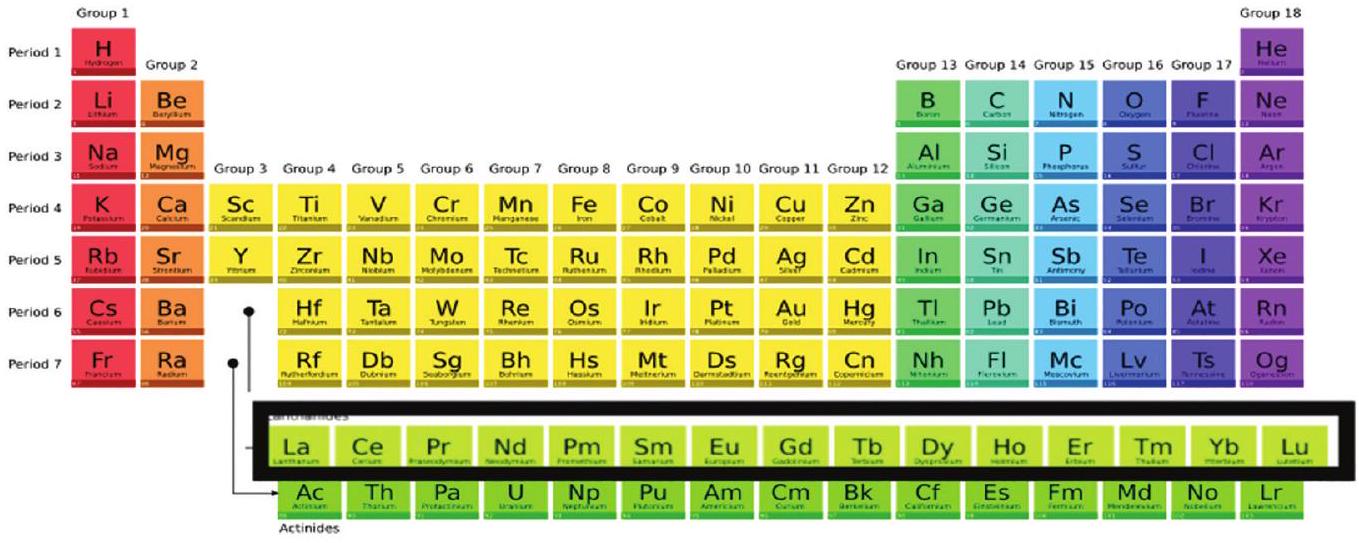 Group 1 Group 18
Period 1 H He
Hydrogen Helium
Group 2 Group 13 Group 14 Group 15 Group 16 Group 17
Period 2 Li Be B C N O F Ne
Lithium Beryllium Boron Carbon Nitrogen Oxygen Fluorine Neon
Period 3 Na Mg Al Si P S Cl Ar
Sodium Magnesium Aluminium Silicon Phosphorus Sulfur Chlorine Argon
Group 3 Group 4 Group 5 Group 6 Group 7 Group 8 Group 9 Group 10 Group 11 Group 12
Period 4 K Ca Sc Ti V Cr Mn Fe Co Ni Cu Zn Ga Ge As Se Br Kr
Potassium Calcium Scandium Titanium Vanadium Chromium Manganese Iron Cobalt Nickel Copper Zinc Gallium Germanium Arsenic Selenium Bromine Krypton
Period 5 Rb Sr Y Zr Nb Mo Tc Ru Rh Pd Ag Cd In Sn Sb Te I Xe
Rubidium Strontium Yttrium Zirconium Niobium Molybdenum Technetium Ruthenium Rhodium Palladium Silver Cadmium Indium Tin Antimony Tellurium Iodine Xenon
Period 6 Cs Ba Hf Ta W Re Os Ir Pt Au Hg Tl Pb Bi Po At Rn
Caesium Barium Hafnium Tantalum Tungsten Rhenium Osmium Iridium Platinum Gold Mercury Thallium Lead Bismuth Polonium Astatine Radon
Period 7 Fr Ra Rf Db Sg Bh Hs Mt Ds Rg Cn Nh Fl Mc Lv Ts Og
Francium Radium Rutherfordium Dubnium Seaborgium Bohrium Hassium Meitnerium Darmstadtium Roentgenium Copernicium Nihonium Flerovium Moscovium Livermorium Tennessine Oganesson
Lanthanides
La Ce Pr Nd Pm Sm Eu Gd Tb Dy Ho Er Tm Yb Lu
Lanthanum Cerium Praseodymium Neodymium Promethium Samarium Europium Gadolinium Terbium Dysprosium Holmium Erbium Thulium Ytterbium Lutetium
Ac Th Pa U Np Pu Am Cm Bk Cf Es Fm Md No Lr
Actinium Thorium Protactinium Uranium Neptunium Plutonium Americium Curium Berkelium Californium Einsteinium Fermium Mendelevium Nobelium Lawrencium
Actinides